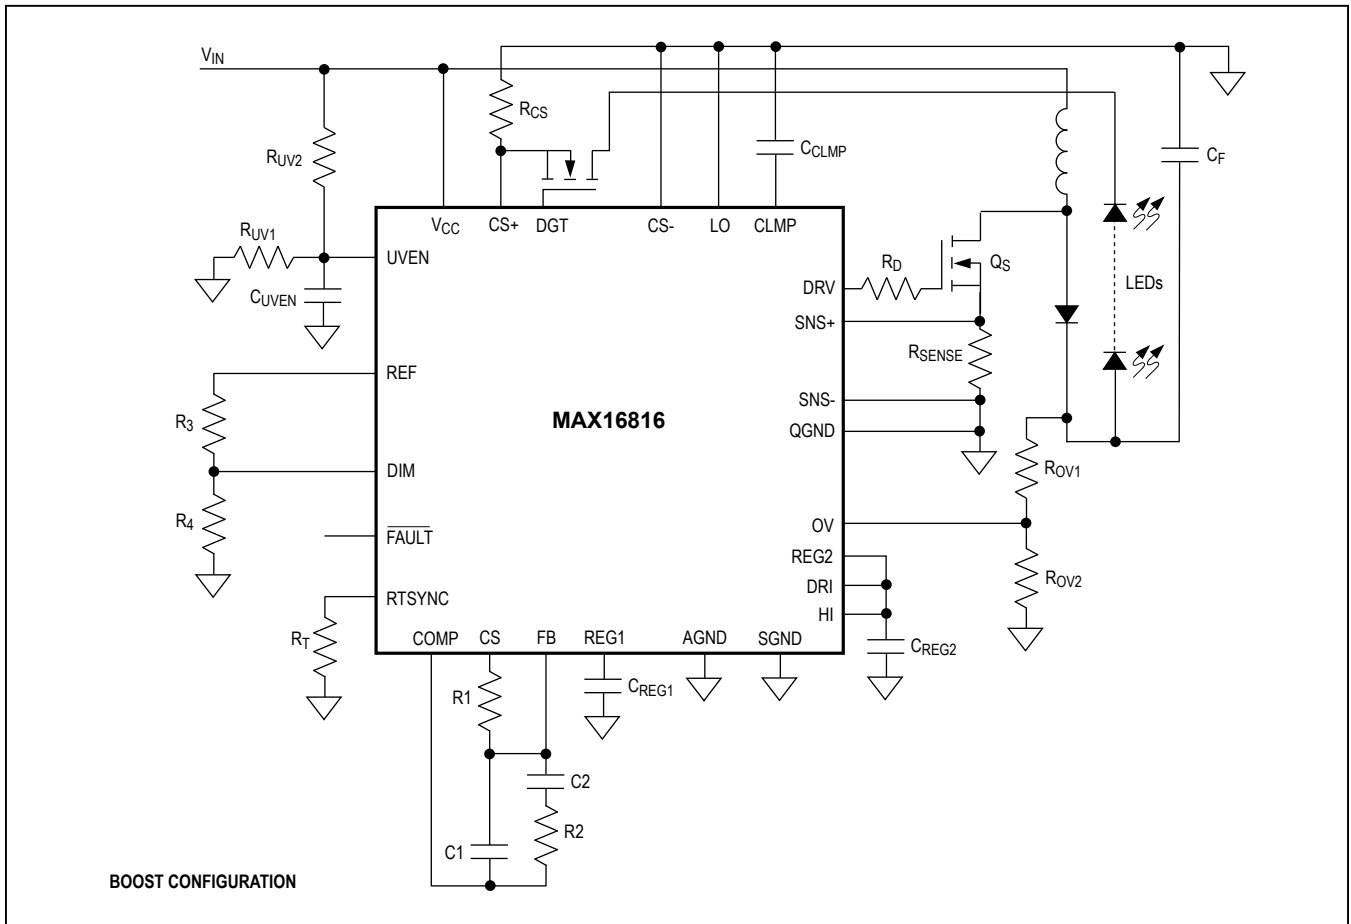 VIN
RCS
RUV2
CCLMP
CF
RUV1
VCC
CS+
DGT
CS-
LO
CLMP
UVEN
CUVEN
RD
QS
LEDs
DRV
SNS+
RSENSE
REF
R3
MAX16816
SNS-
QGND
DIM
ROV1
R4
FAULT
OV
REG2
ROV2
DRI
RTSYNC
HI
RT
COMP
CS
FB
REG1
AGND
SGND
CREG2
R1
CREG1
C2
R2
C1
BOOST CONFIGURATION